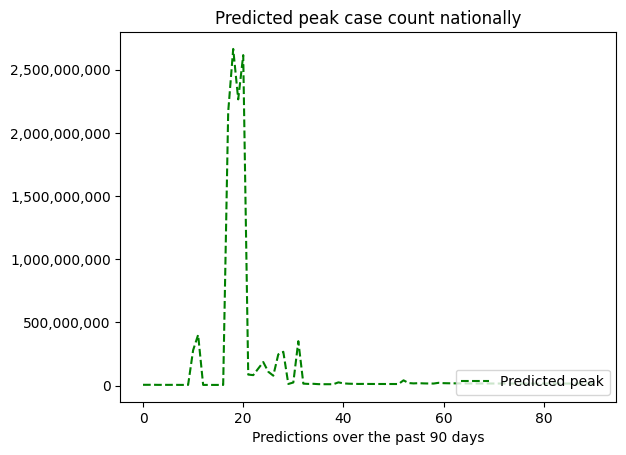 Predicted peak case count nationally
2,500,000,000
2,000,000,000
1,500,000,000
1,000,000,000
500,000,000
0
Predicted peak
0 20 40 60 80
Predictions over the past 90 days